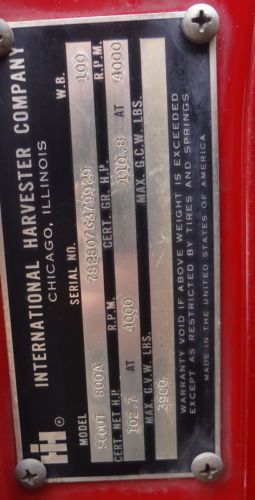 IH ®
INTERNATIONAL HARVESTER COMPANY
CHICAGO, ILLINOIS
MODEL SERIAL NO. W.B.
SCOUT 800A 100
CERT. NET H.P. R.P.M. CERT. GR. H.P. R.P.M.
102.7 AT 4000 110.8 AT 4000
MAX. G.V.W LBS. MAX. G.C.W. LBS.
3900
WARRANTY VOID IF ABOVE WEIGHT IS EXCEEDED
EXCEPT AS RESTRICTED BY TIRES AND SPRINGS
MADE IN THE UNITED STATES OF AMERICA